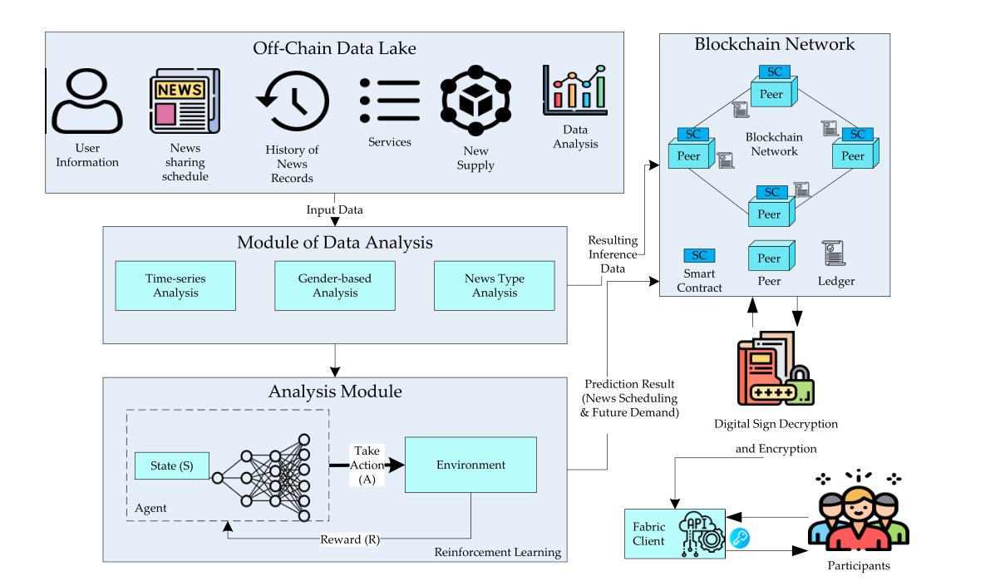 Off-Chain Data Lake
NEWS
User
Information
News
sharing
schedule
History of
News
Records
Services
New
Supply
Data
Analysis
Input Data
Module of Data Analysis
Time-series
Analysis
Gender-based
Analysis
News Type
Analysis
Resulting
Inference
Data
Analysis Module
State (S)
Agent
Take
Action
(A)
Environment
Reward (R)
Reinforcement Learning
Prediction Result
(News Scheduling
& Future Demand)
Blockchain Network
SC
Peer
SC
Peer
Blockchain
Network
SC
Peer
SC
Peer
SC
Smart
Contract
Peer
Peer
Ledger
****
Digital Sign Decryption
and Encryption
Fabric
Client
API
Participants